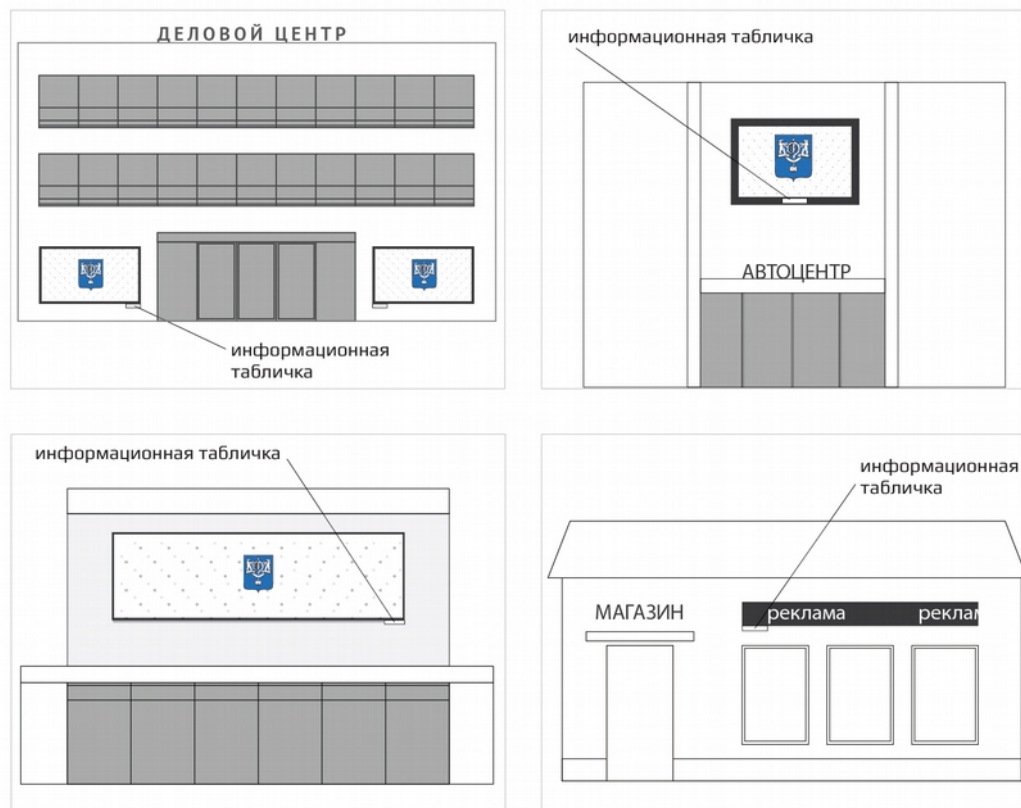 ДЕЛОВОЙ ЦЕНТР
информационная
табличка
информационная табличка
АВТОЦЕНТР
информационная табличка
информационная
табличка
МАГАЗИН
реклама
реклам